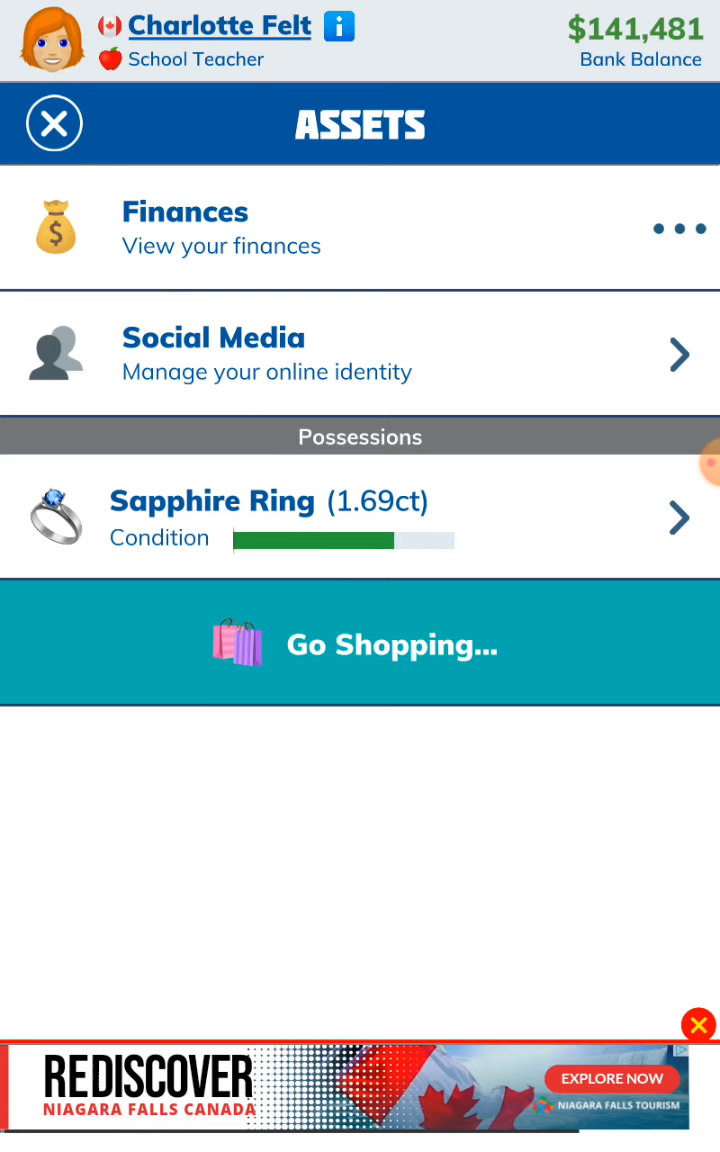 Charlotte Felt
$141,481
School Teacher
Bank Balance
ASSETS
Finances
View your finances
Social Media
Manage your online identity
Possessions
Sapphire Ring (1.69ct)
Condition
Go Shopping...
REDISCOVER
NIAGARA FALLS CANADA
EXPLORE NOW
NIAGARA FALLS TOURISM